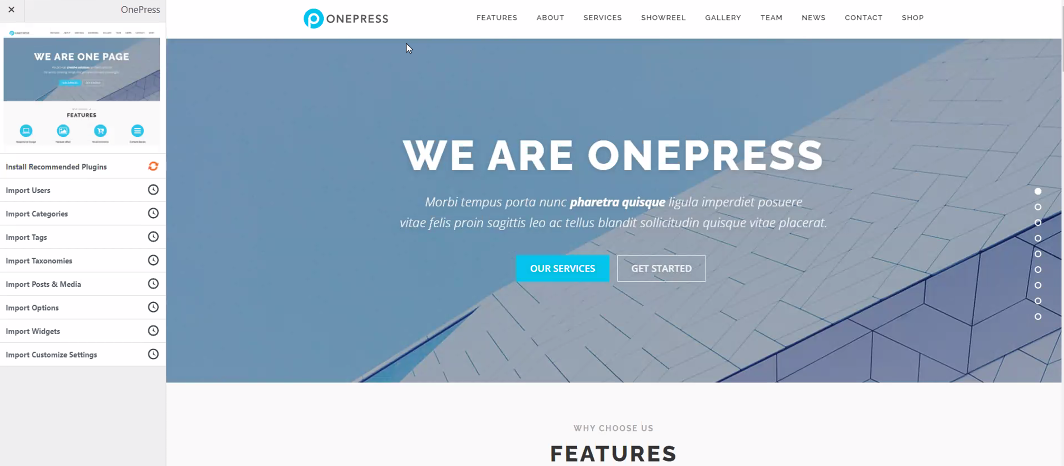 OnePress
WE ARE ONE PAGE
FEATURES
Install Recommended Plugins
Import Users
Import Categories
Import Tags
Import Taxonomies
Import Posts & Media
Import Options
Import Widgets
Import Customize Settings
ONEPRESS
FEATURES ABOUT SERVICES SHOWREEL GALLERY TEAM NEWS CONTACT SHOP
WE ARE ONEPRESS
Morbi tempus porta nunc pharetra quisque ligula imperdiet posuere
vitae felis proin sagittis leo ac tellus blandit sollicitudin quisque vitae placerat.
OUR SERVICES GET STARTED
WHY CHOOSE US
FEATURES